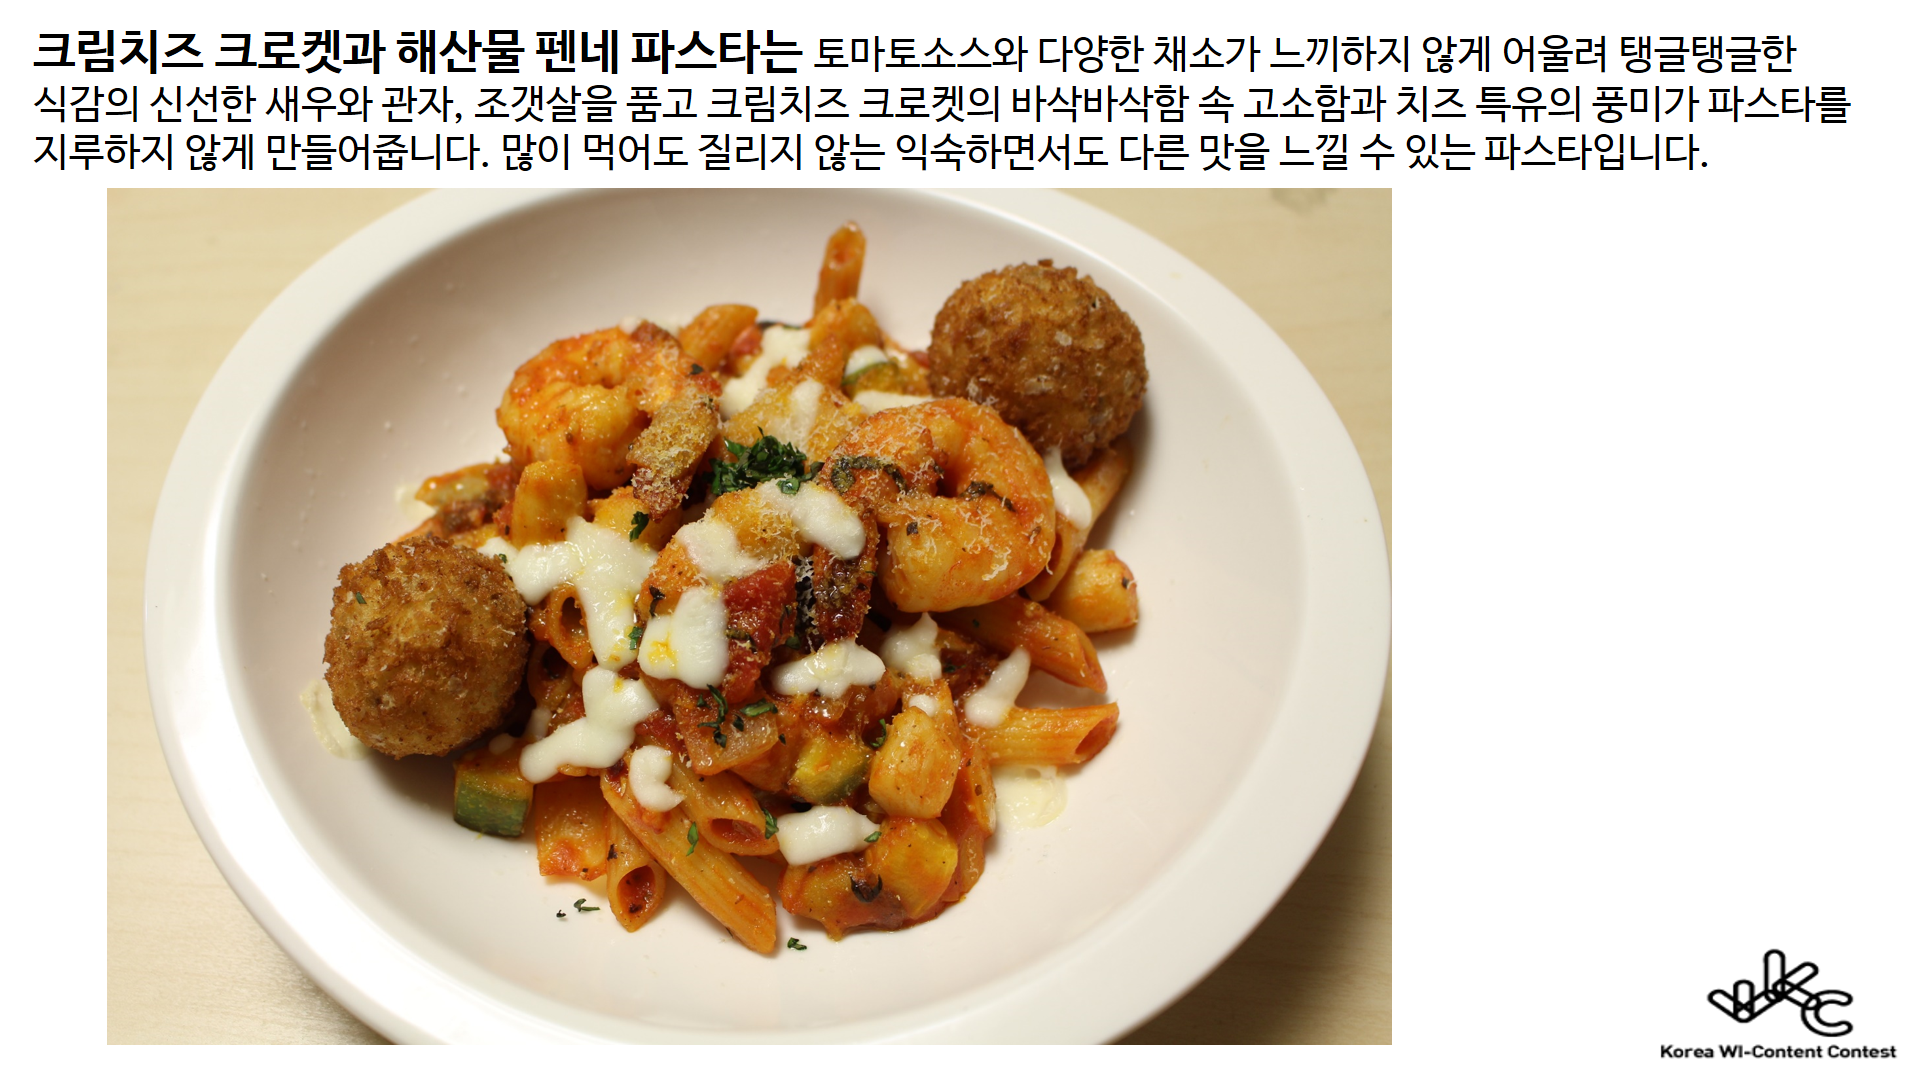 크림치즈 크로켓과 해산물 펜네 파스타는 토마토소스와 다양한 채소가 느끼하지 않게 어울려 탱글탱글한
식감의 신선한 새우와 관자, 조갯살을 품고 크림치즈 크로켓의 바삭바삭함 속 고소함과 치즈 특유의 풍미가 파스타를
지루하지 않게 만들어줍니다. 많이 먹어도 질리지 않는 익숙하면서도 다른 맛을 느낄 수 있는 파스타입니다.
WKC
Korea WI-Content Contest